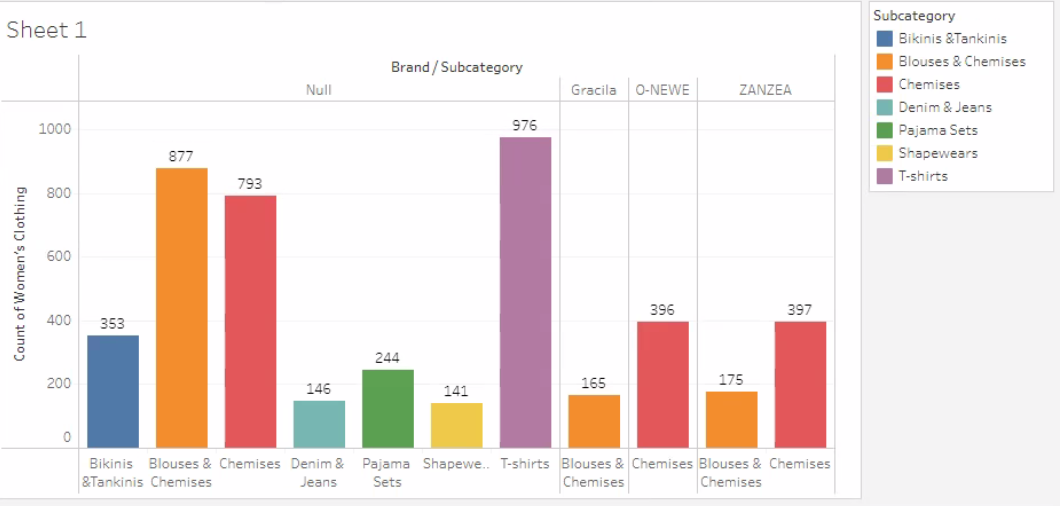 Sheet 1
Brand / Subcategory
Null
Gracila
O-NEWE
ZANZEA
Count of Women's Clothing
1000
800
600
400
200
0
353
877
793
146
244
141
976
165
396
175
397
Bikinis
&Tankinis
Blouses &
Chemises
Chemises
Denim &
Jeans
Pajama
Sets
Shapewe..
T-shirts
Blouses &
Chemises
Chemises
Blouses &
Chemises
Chemises
Subcategory
Bikinis &Tankinis
Blouses & Chemises
Chemises
Denim & Jeans
Pajama Sets
Shapewears
T-shirts